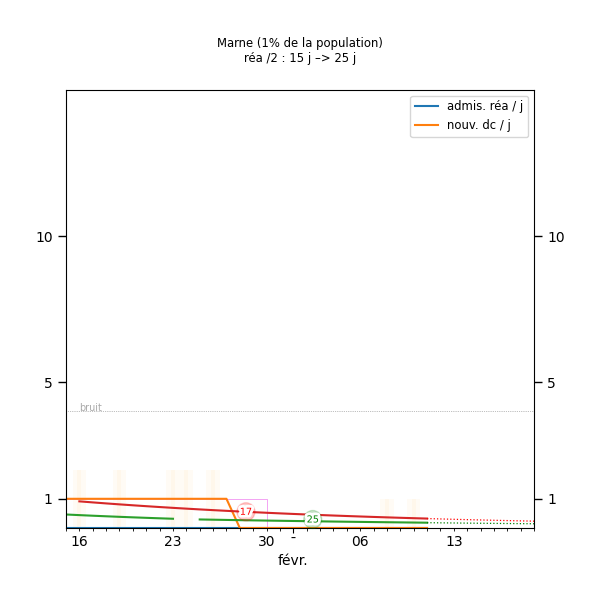 Marne (1% de la population)
réa /2 : 15 j –> 25 j
admis. réa / j
nouv. dc / j
10 10
5 5
bruit
1 1
17
25
16 23 30 - 06 13
févr.